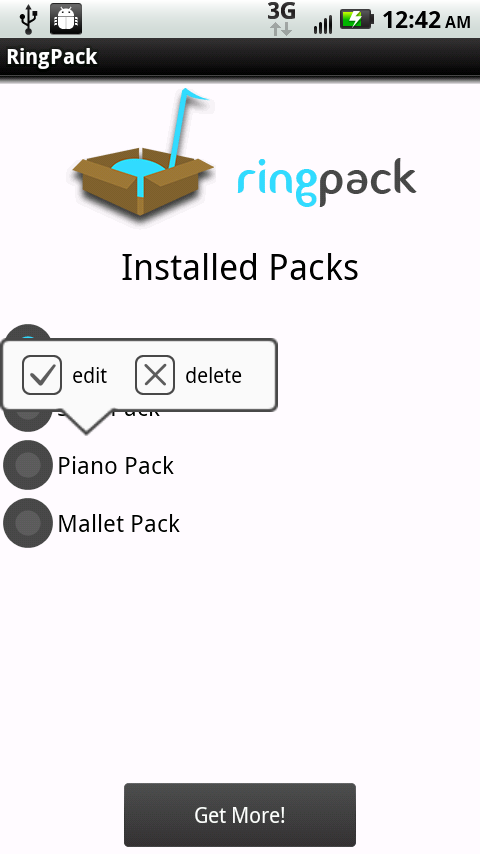 3G
12:42 AM
RingPack
ringpack
Installed Packs
edit
delete
Pack
Piano Pack
Mallet Pack
Get More!